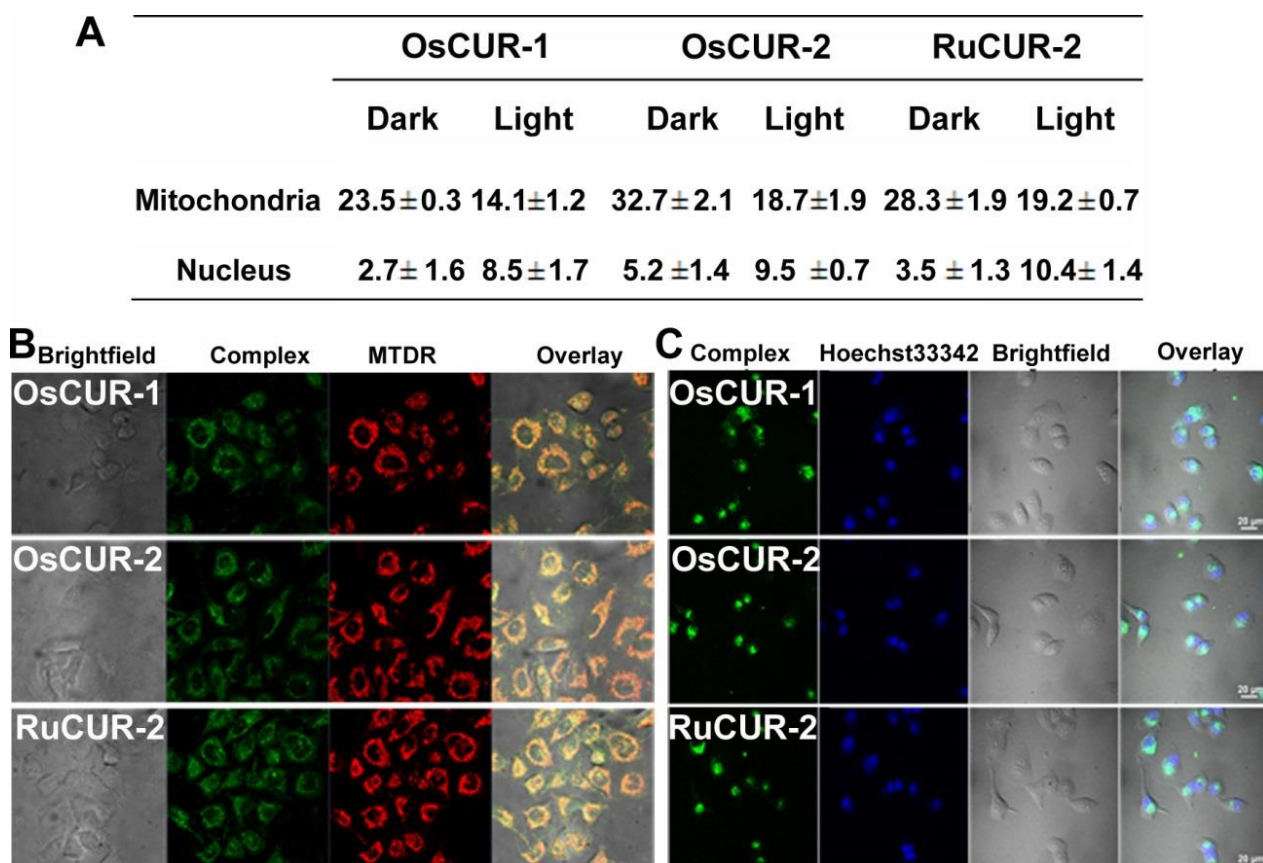 A
OsCUR-1 OsCUR-2 RuCUR-2
Dark Light Dark Light Dark Light
Mitochondria 23.5±0.3 14.1±1.2 32.7±2.1 18.7±1.9 28.3±1.9 19.2±0.7
Nucleus 2.7±1.6 8.5±1.7 5.2±1.4 9.5±0.7 3.5±1.3 10.4±1.4
B Brightfield Complex MTDR Overlay
OsCUR-1
OsCUR-2
RuCUR-2
C Complex Hoechst33342 Brightfield Overlay
OsCUR-1
20 µm
OsCUR-2
20 µm
RuCUR-2